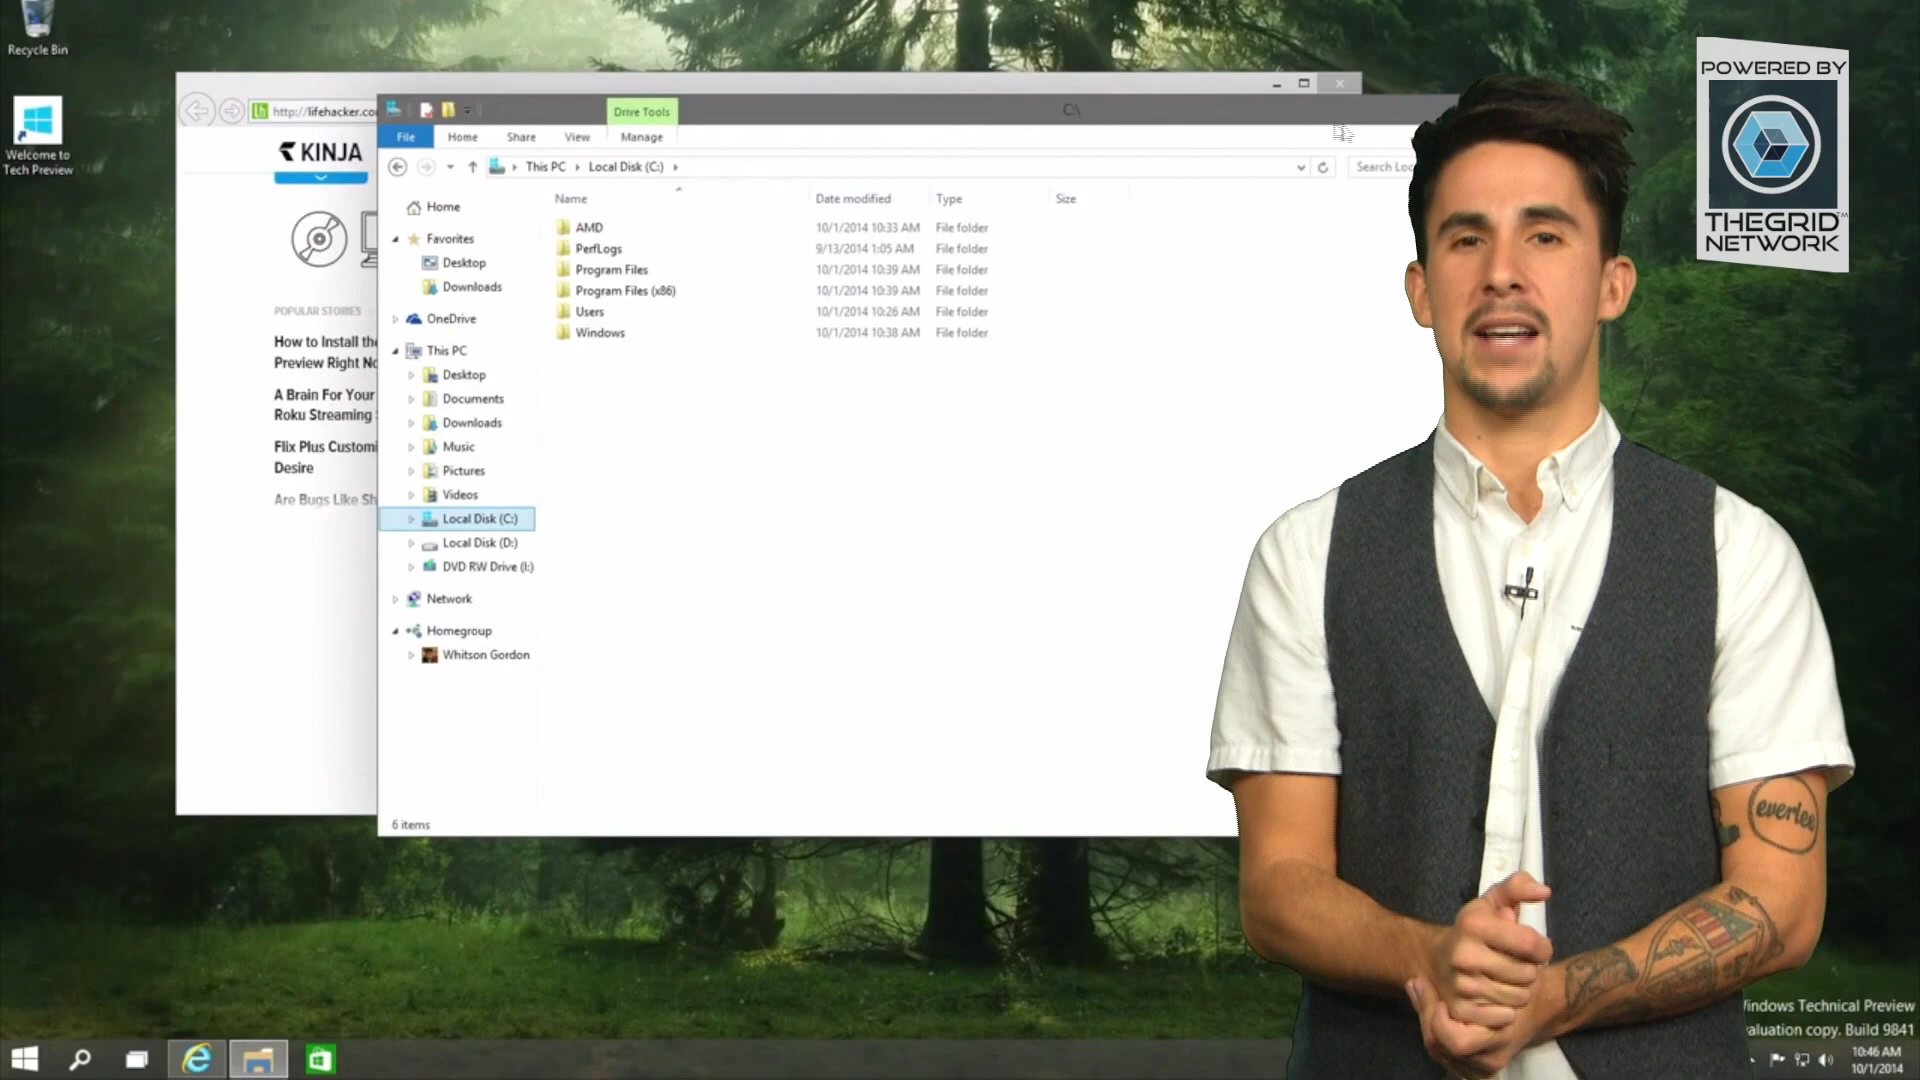 Recycle Bin
Welcome to
Tech Preview
http://lifehacker.co
KINJA
POPULAR STORIES
How to Install the
Preview Right No
A Brain For Your
Roku Streaming
Flix Plus Customi
Desire
Are Bugs Like Sh
Drive Tools
C:\
File
Home
Share
View
Manage
This PC
Local Disk (C:)
Search Loc
Name
Date modified
Type
Size
Home
Favorites
Desktop
Downloads
OneDrive
This PC
Desktop
Documents
Downloads
Music
Pictures
Videos
Local Disk (C:)
Local Disk (D:)
DVD RW Drive (I:)
Network
Homegroup
Whitson Gordon
AMD 10/1/2014 10:33 AM File folder
PerfLogs 9/13/2014 1:05 AM File folder
Program Files 10/1/2014 10:39 AM File folder
Program Files (x86) 10/1/2014 10:39 AM File folder
Users 10/1/2014 10:26 AM File folder
Windows 10/1/2014 10:38 AM File folder
6 items
POWERED BY
THEGRID™
NETWORK
everlee
indows Technical Preview
aluation copy. Build 9841
10:46 AM
10/1/2014